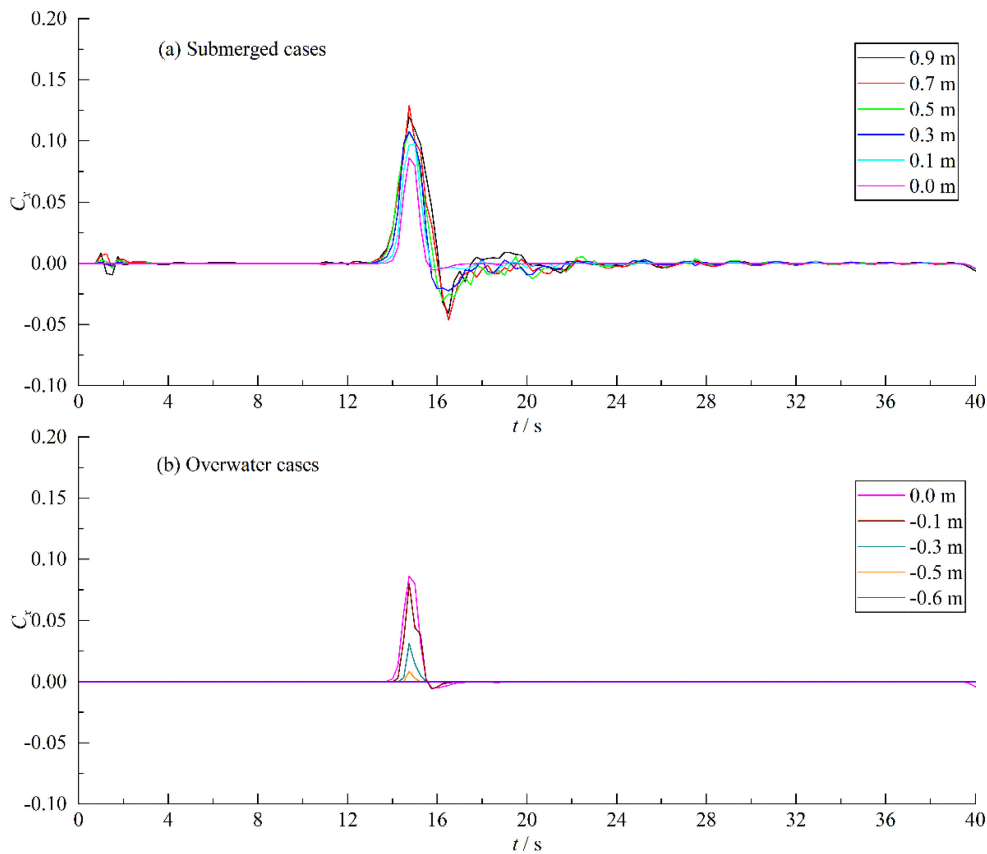 0.20
(a) Submerged cases
0.15
0.9 m
0.7 m
0.5 m
0.3 m
0.1 m
0.0 m
0.10
0.05
Cx
0.00
-0.05
-0.10
0 4 8 12 16 20 24 28 32 36 40
t / s
0.20
(b) Overwater cases
0.15
0.0 m
-0.1 m
-0.3 m
-0.5 m
-0.6 m
0.10
0.05
Cx
0.00
-0.05
-0.10
0 4 8 12 16 20 24 28 32 36 40
t / s